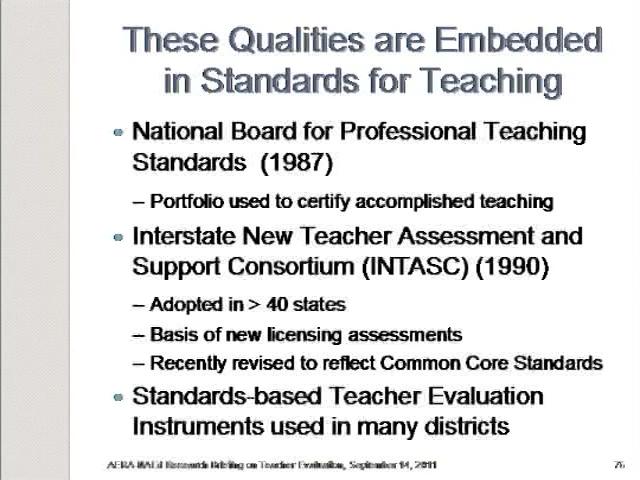 These Qualities are Embedded
in Standards for Teaching
• National Board for Professional Teaching
Standards (1987)
– Portfolio used to certify accomplished teaching
• Interstate New Teacher Assessment and
Support Consortium (INTASC) (1990)
– Adopted in > 40 states
– Basis of new licensing assessments
– Recently revised to reflect Common Core Standards
• Standards-based Teacher Evaluation
Instruments used in many districts
Research Briefing on Teacher Evaluation, September 14, 2011